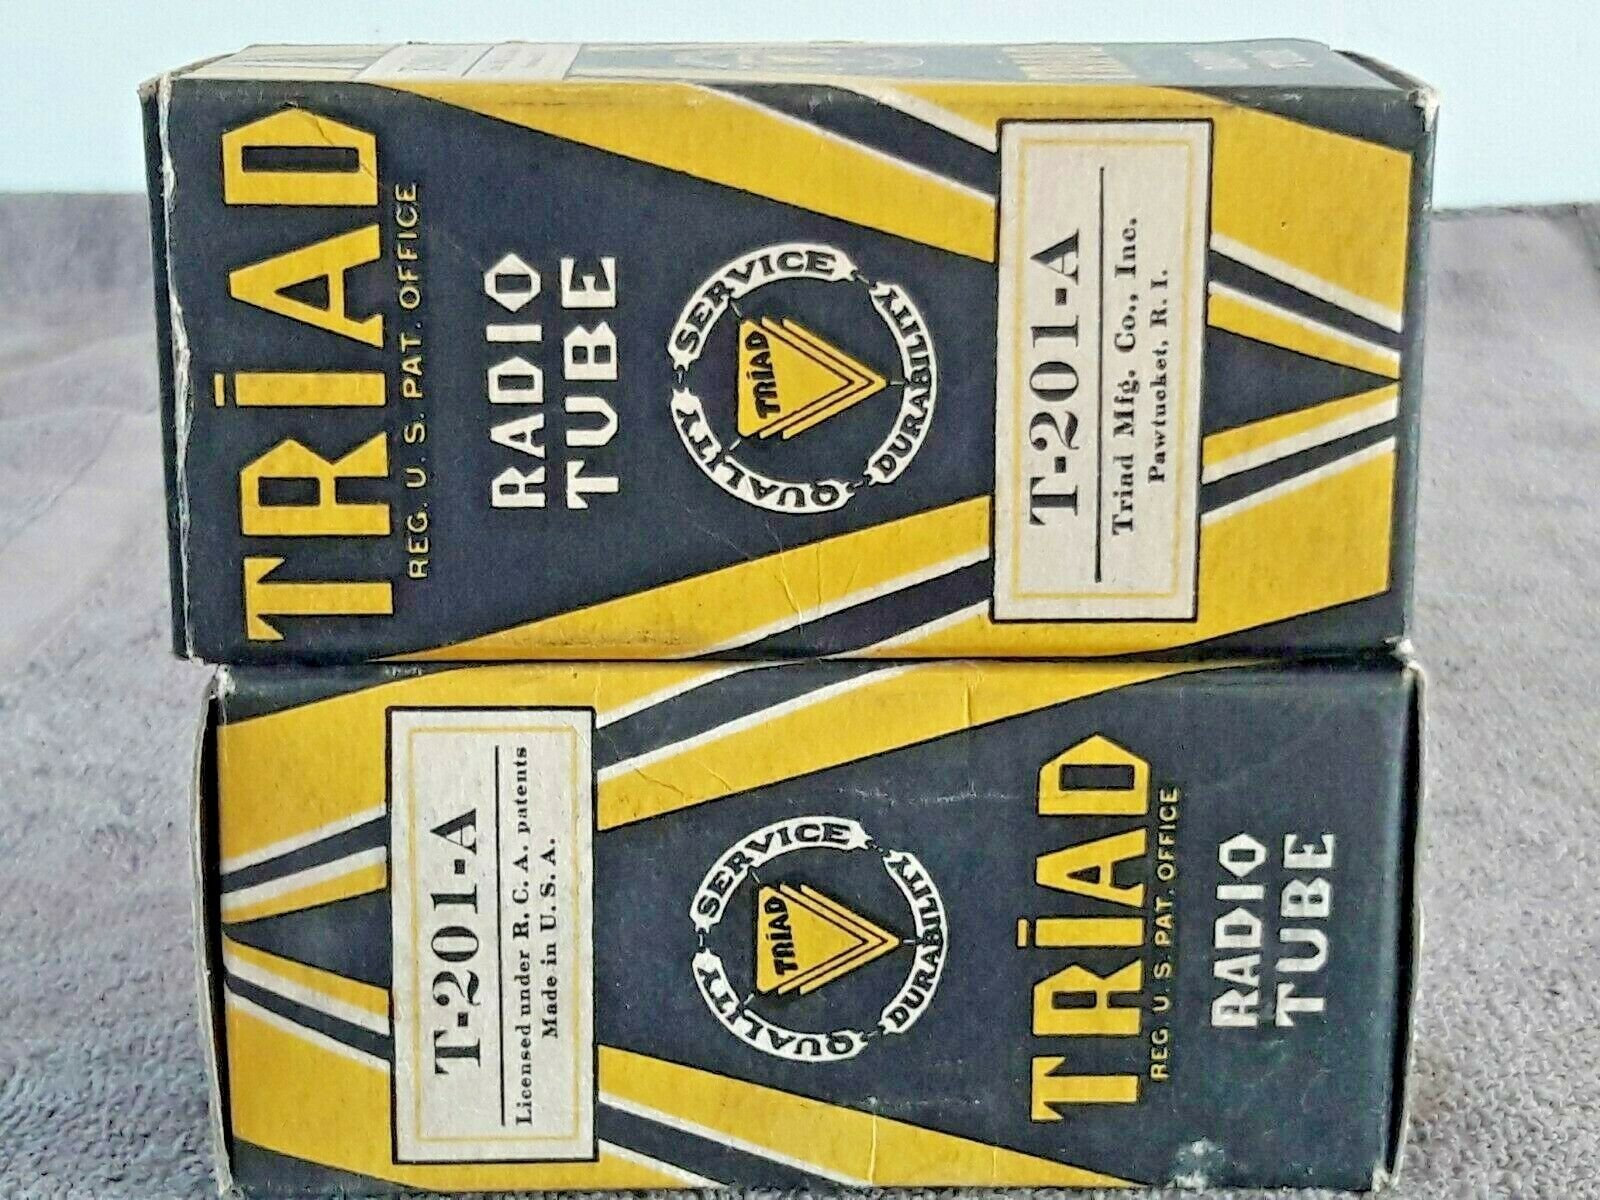 TRIAD
REG. U. S. PAT. OFFICE
RADIO
TUBE
SERVICE
QUALITY
DURABILITY
TRIAD
T-201-A
Triad Mfg. Co., Inc.
Pawtucket, R. I.
T-201-A
Licensed under R. C. A. patents
Made in U. S. A.
SERVICE
QUALITY
DURABILITY
TRIAD
TRIAD
REG. U. S. PAT. OFFICE
RADIO
TUBE